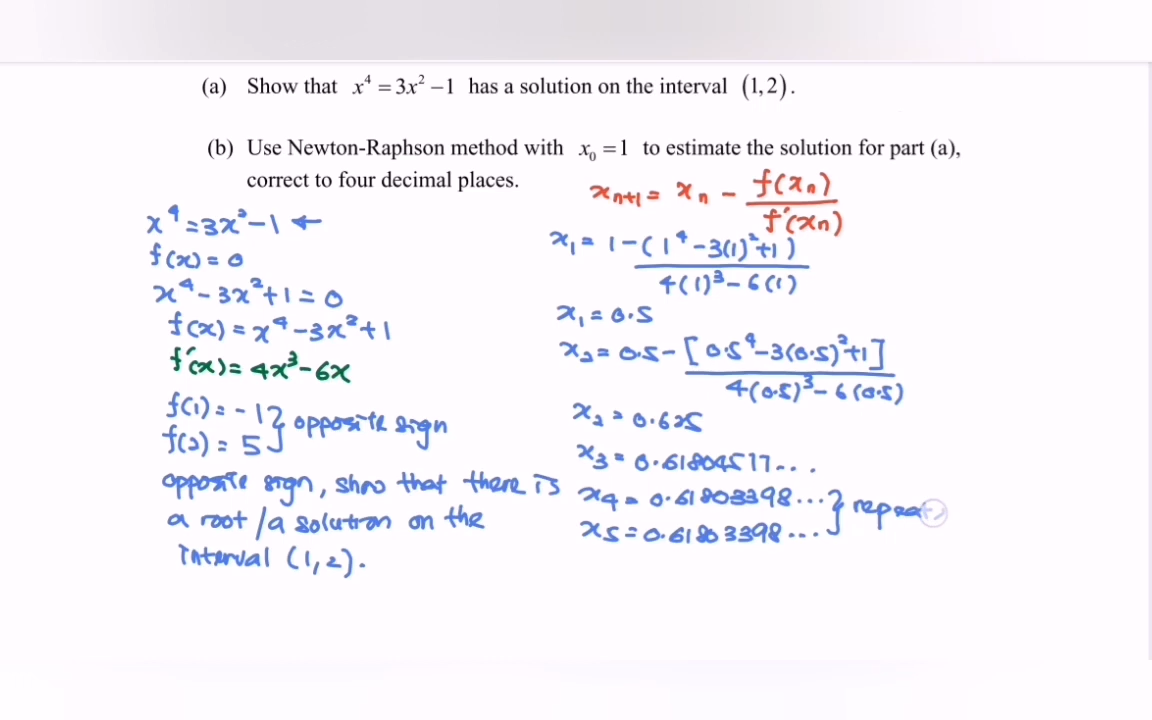 (a) Show that x⁴ = 3x² − 1 has a solution on the interval (1, 2).
(b) Use Newton-Raphson method with x₀ = 1 to estimate the solution for part (a),
correct to four decimal places.
x⁴ = 3x² − 1 ←
f(x) = 0
x⁴ − 3x² + 1 = 0
f(x) = x⁴ − 3x² + 1
f'(x) = 4x³ − 6x
f(1) = −1
f(2) = 5 } opposite sign
opposite sign, show that there is
a root / a solution on the
interval (1, 2).
xₙ₊₁ = xₙ − f(xₙ) / f'(xₙ)
x₁ = 1 − (1⁴ − 3(1)² + 1) / 4(1)³ − 6(1)
x₁ = 0.5
x₂ = 0.5 − [0.5⁴ − 3(0.5)² + 1] / 4(0.5)³ − 6(0.5)
x₂ = 0.625
x₃ = 0.61804517...
x₄ = 0.61803398...
x₅ = 0.61803398... } repeat